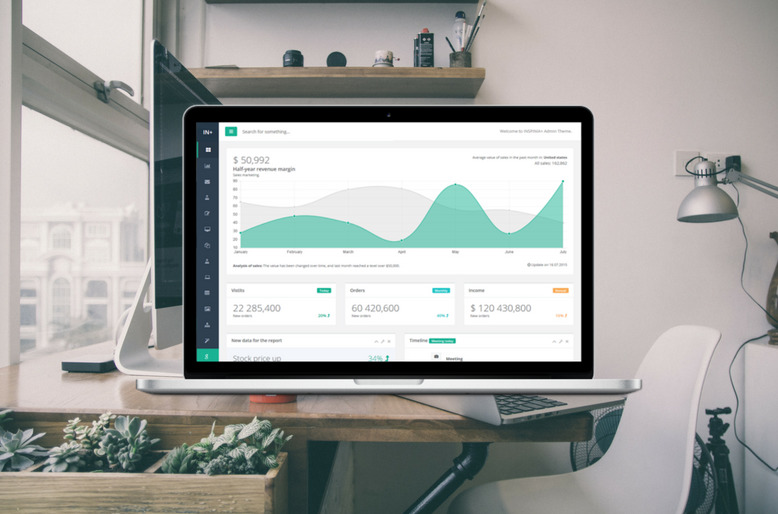 IN+
Search for something...
Welcome to INSPINIA+ Admin Theme.
$ 50,992
Half-year revenue margin
Sales marketing
Average value of sales in the past month in: United states
All sales: 162,862
90
80
70
60
50
40
30
20
10
January February March April May June July
Analysis of sales: The value has been changed over time, and last month reached a level over $50,000.
Update on 16.07.2015
Visits Today
22 285,400
New orders 20%
Orders Monthly
60 420,600
New orders
Income Annual
$ 120 430,800
New orders
New data for the report
Stock price up 34%
Timeline Meeting today
Meeting